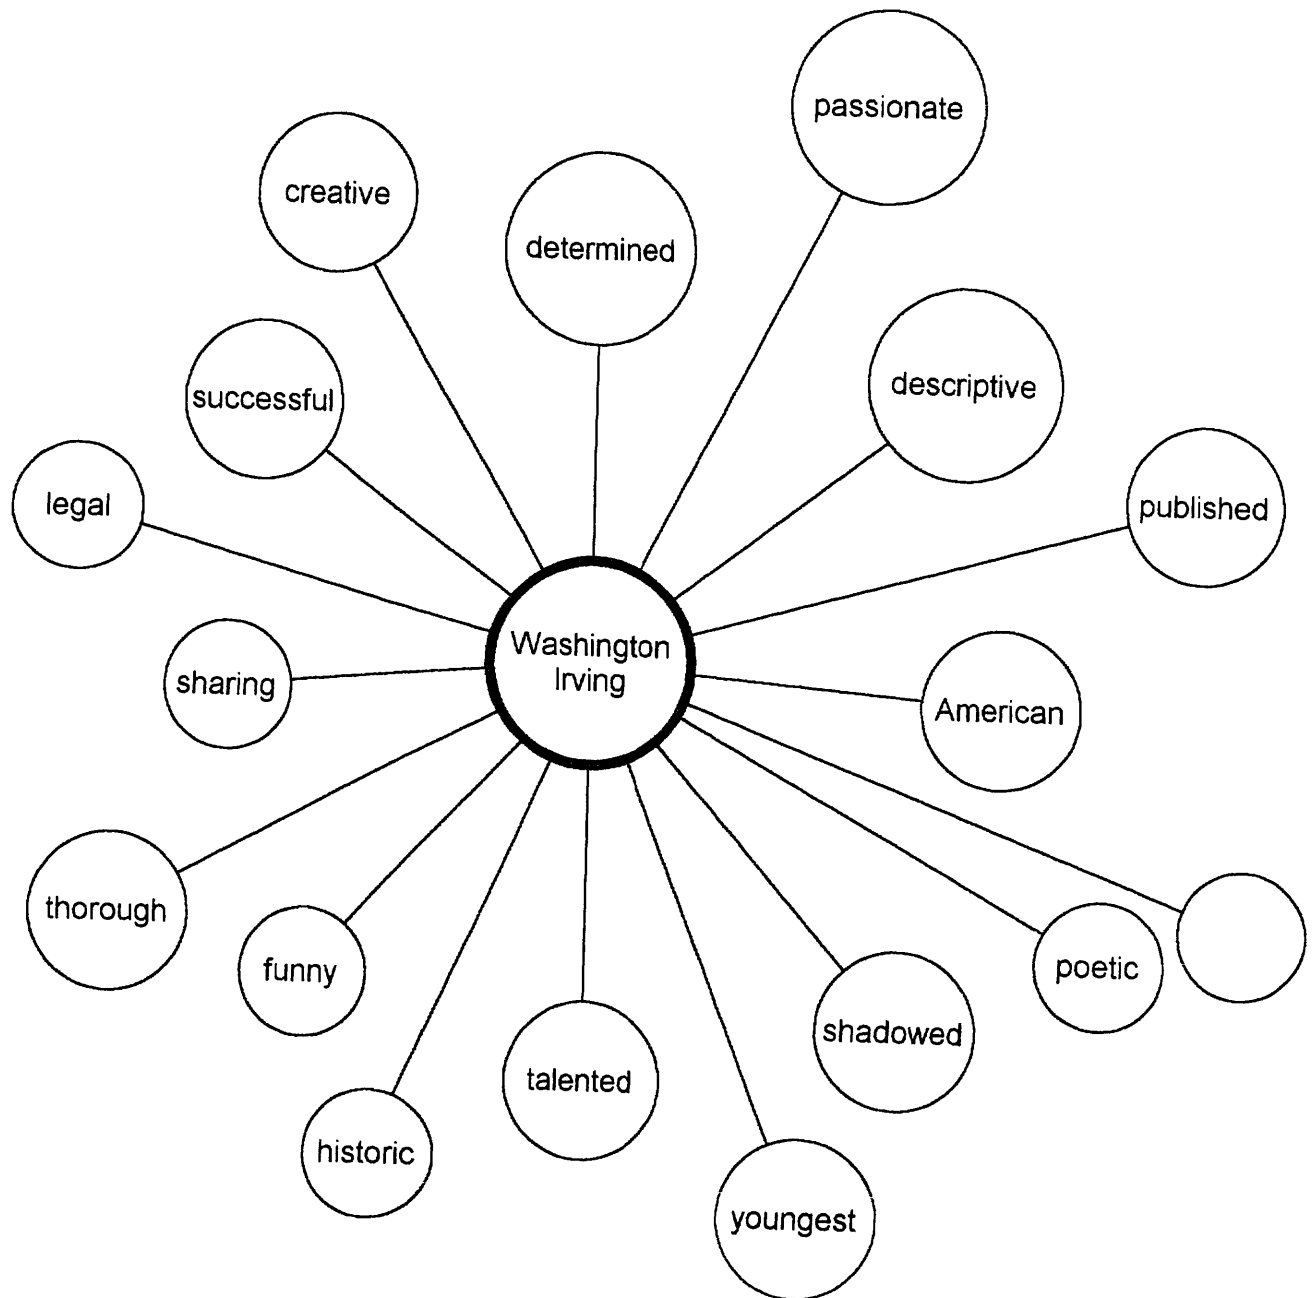 passionate
creative
determined
successful
descriptive
legal
published
Washington
Irving
sharing
American
thorough
funny
poetic
shadowed
talented
historic
youngest